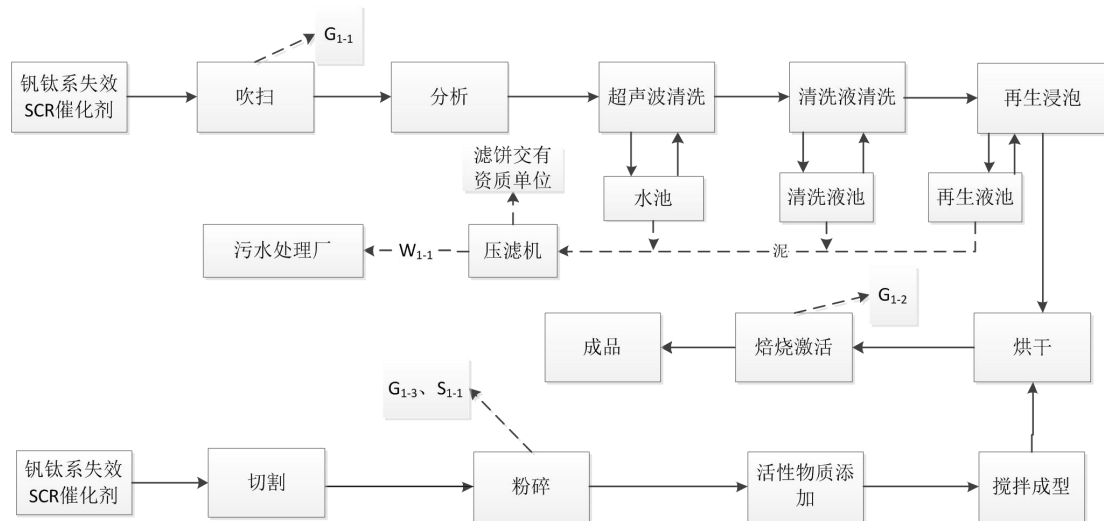 G1-1
钒钛系失效
SCR催化剂
吹扫
分析
超声波清洗
清洗液清洗
再生浸泡
滤饼交有
资质单位
水池
清洗液池
再生液池
污水处理厂
W1-1
压滤机
泥
G1-2
成品
焙烧激活
烘干
G1-3、S1-1
钒钛系失效
SCR催化剂
切割
粉碎
活性物质添
加
搅拌成型